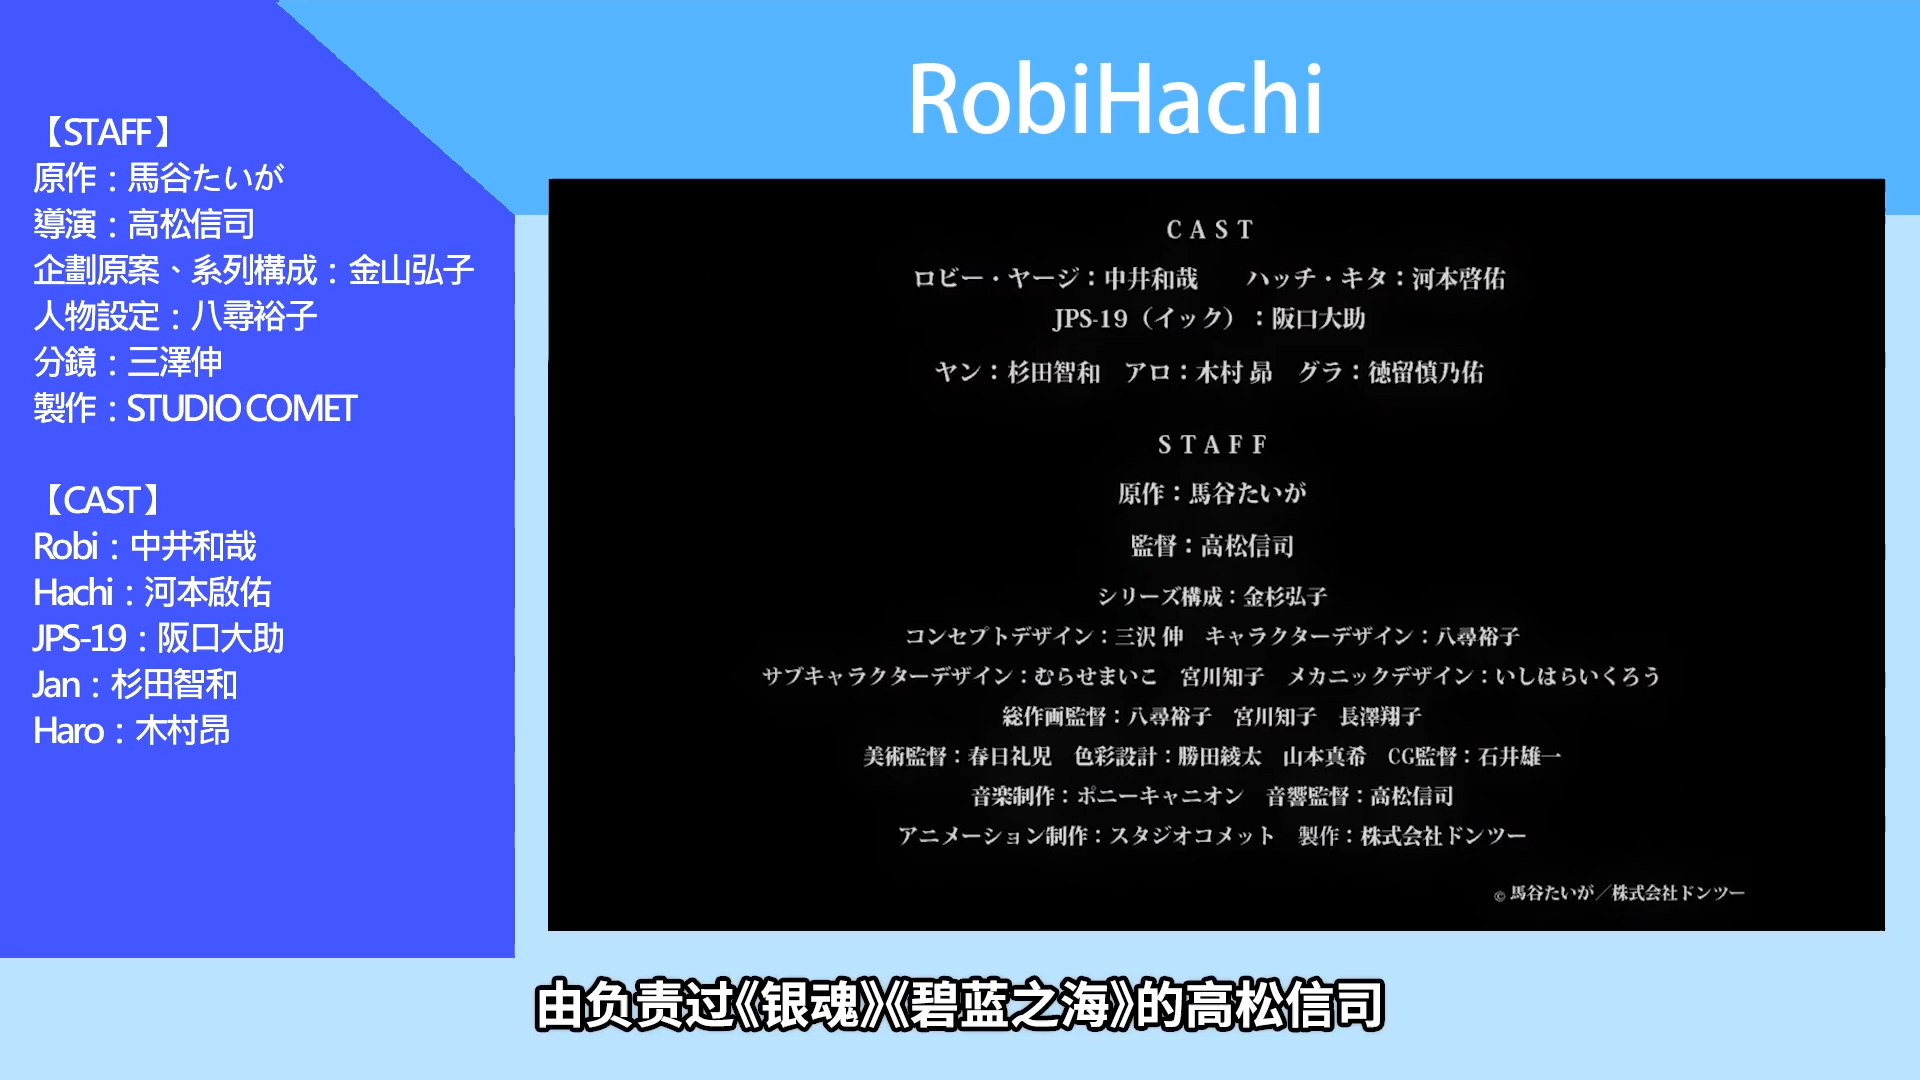 RobiHachi
【STAFF】
原作：馬谷たいが
導演：高松信司
企劃原案、系列構成：金山弘子
人物設定：八尋裕子
分鏡：三澤伸
製作：STUDIO COMET
【CAST】
Robi：中井和哉
Hachi：河本啟佑
JPS-19：阪口大助
Jan：杉田智和
Haro：木村昂
CAST
ロビー・ヤージ：中井和哉　ハッチ・キタ：河本啓佑
JPS-19（イック）：阪口大助
ヤン：杉田智和　アロ：木村 昴　グラ：徳留慎乃佑
STAFF
原作：馬谷たいが
監督：高松信司
シリーズ構成：金杉弘子
コンセプトデザイン：三沢 伸　キャラクターデザイン：八尋裕子
サブキャラクターデザイン：むらせまいこ　宮川知子　メカニックデザイン：いしはらいくろう
総作画監督：八尋裕子　宮川知子　長澤翔子
美術監督：春日礼児　色彩設計：勝田綾太　山本真希　CG監督：石井雄一
音楽制作：ポニーキャニオン　音響監督：高松信司
アニメーション制作：スタジオコメット　製作：株式会社ドンツー
© 馬谷たいが／株式会社ドンツー
由负责过《银魂》《碧蓝之海》的高松信司